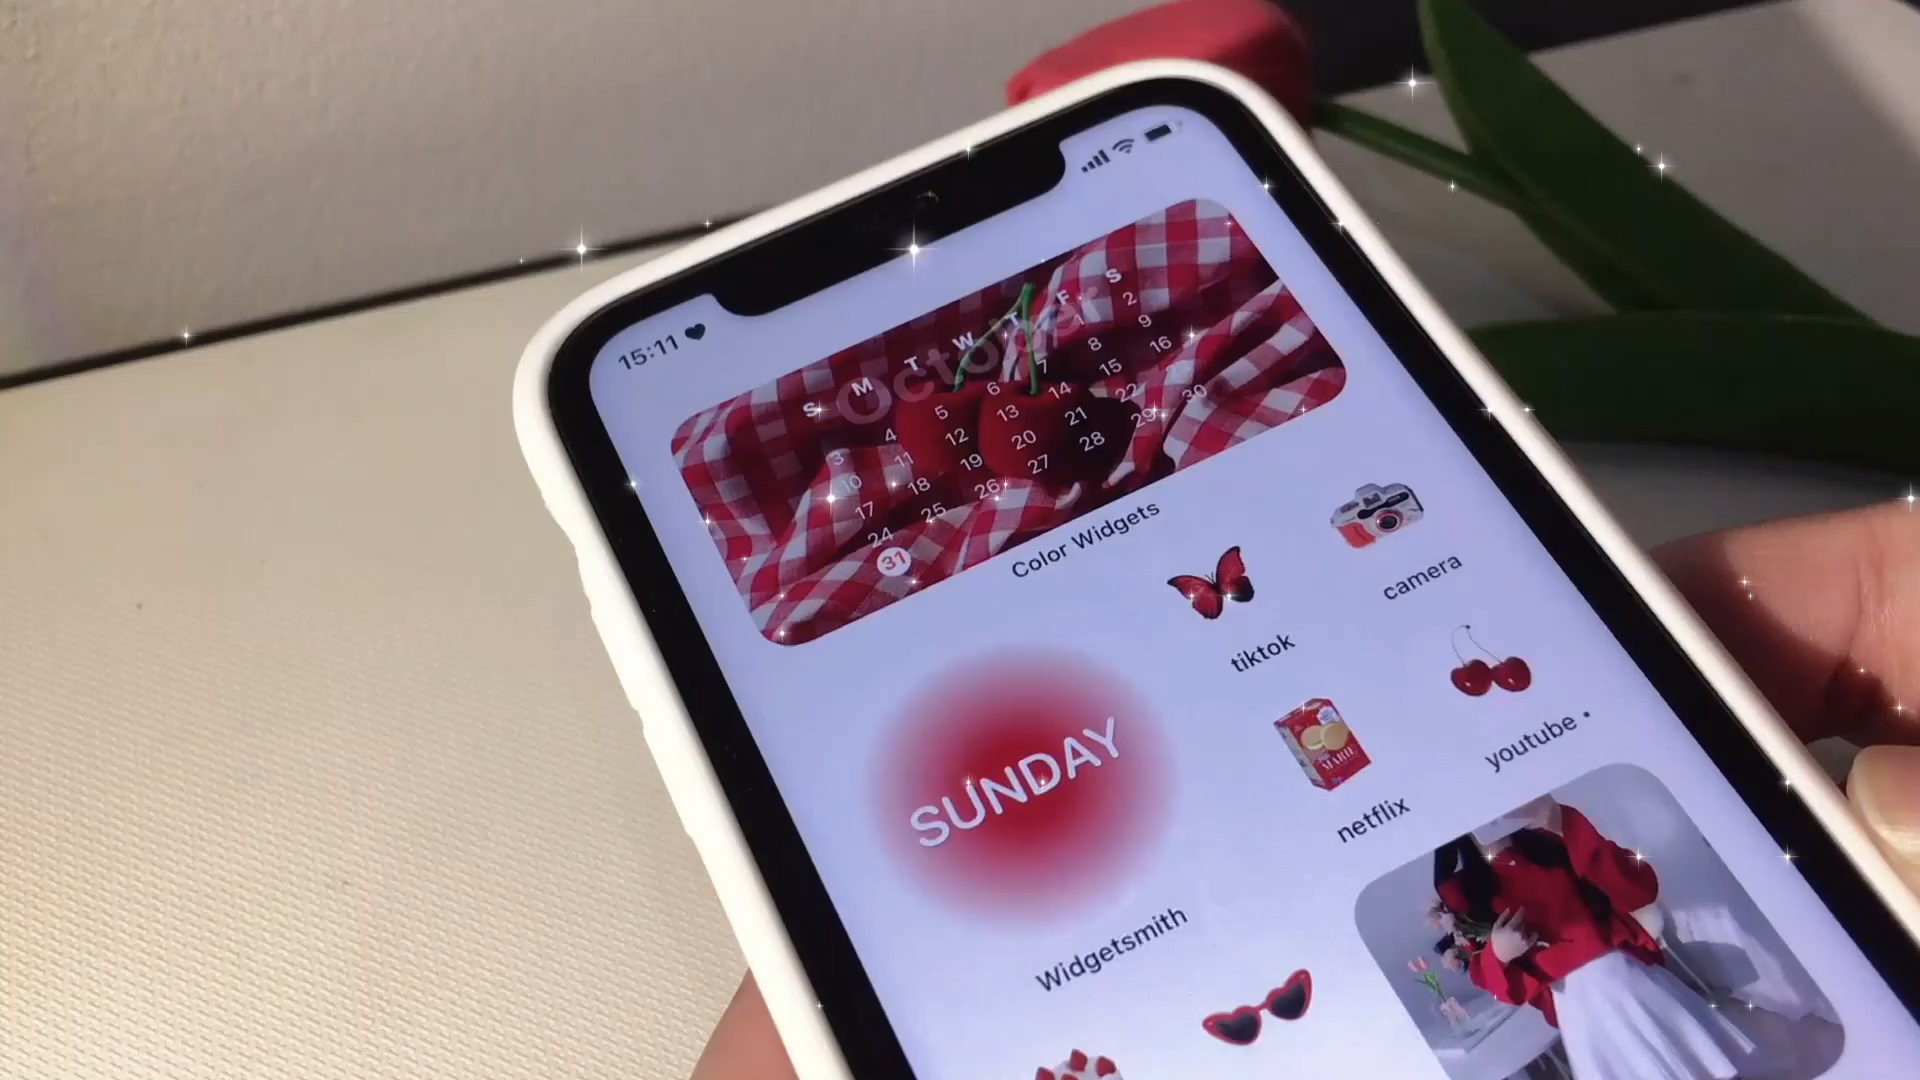 15:11
October
S M T W T F S
1 2
3 4 5 6 7 8 9
10 11 12 13 14 15 16
17 18 19 20 21 22
24 25 26 27 28 29 30
31
Color Widgets
SUNDAY
tiktok
camera
netflix
youtube •
MARIE
Widgetsmith